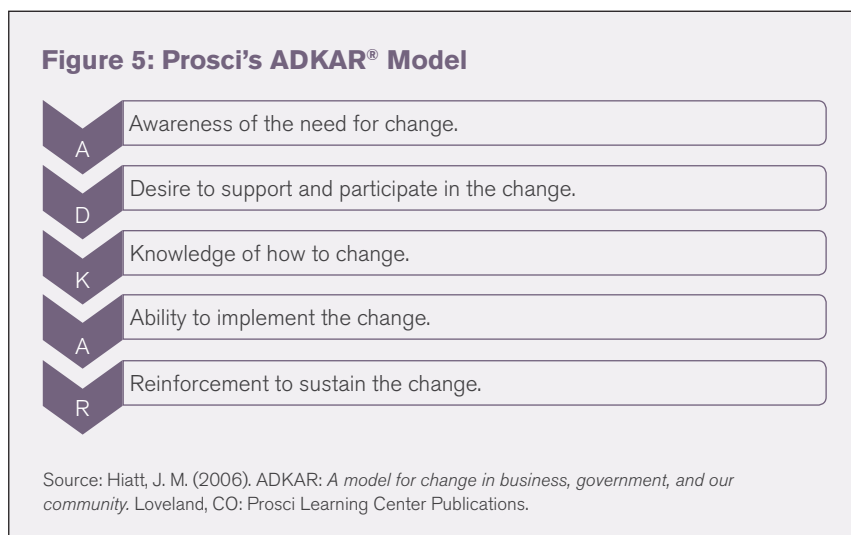 Figure 5: Prosci's ADKAR® Model
A
Awareness of the need for change.
D
Desire to support and participate in the change.
K
Knowledge of how to change.
A
Ability to implement the change.
R
Reinforcement to sustain the change.
Source: Hiatt, J. M. (2006). ADKAR: A model for change in business, government, and our
community. Loveland, CO: Prosci Learning Center Publications.